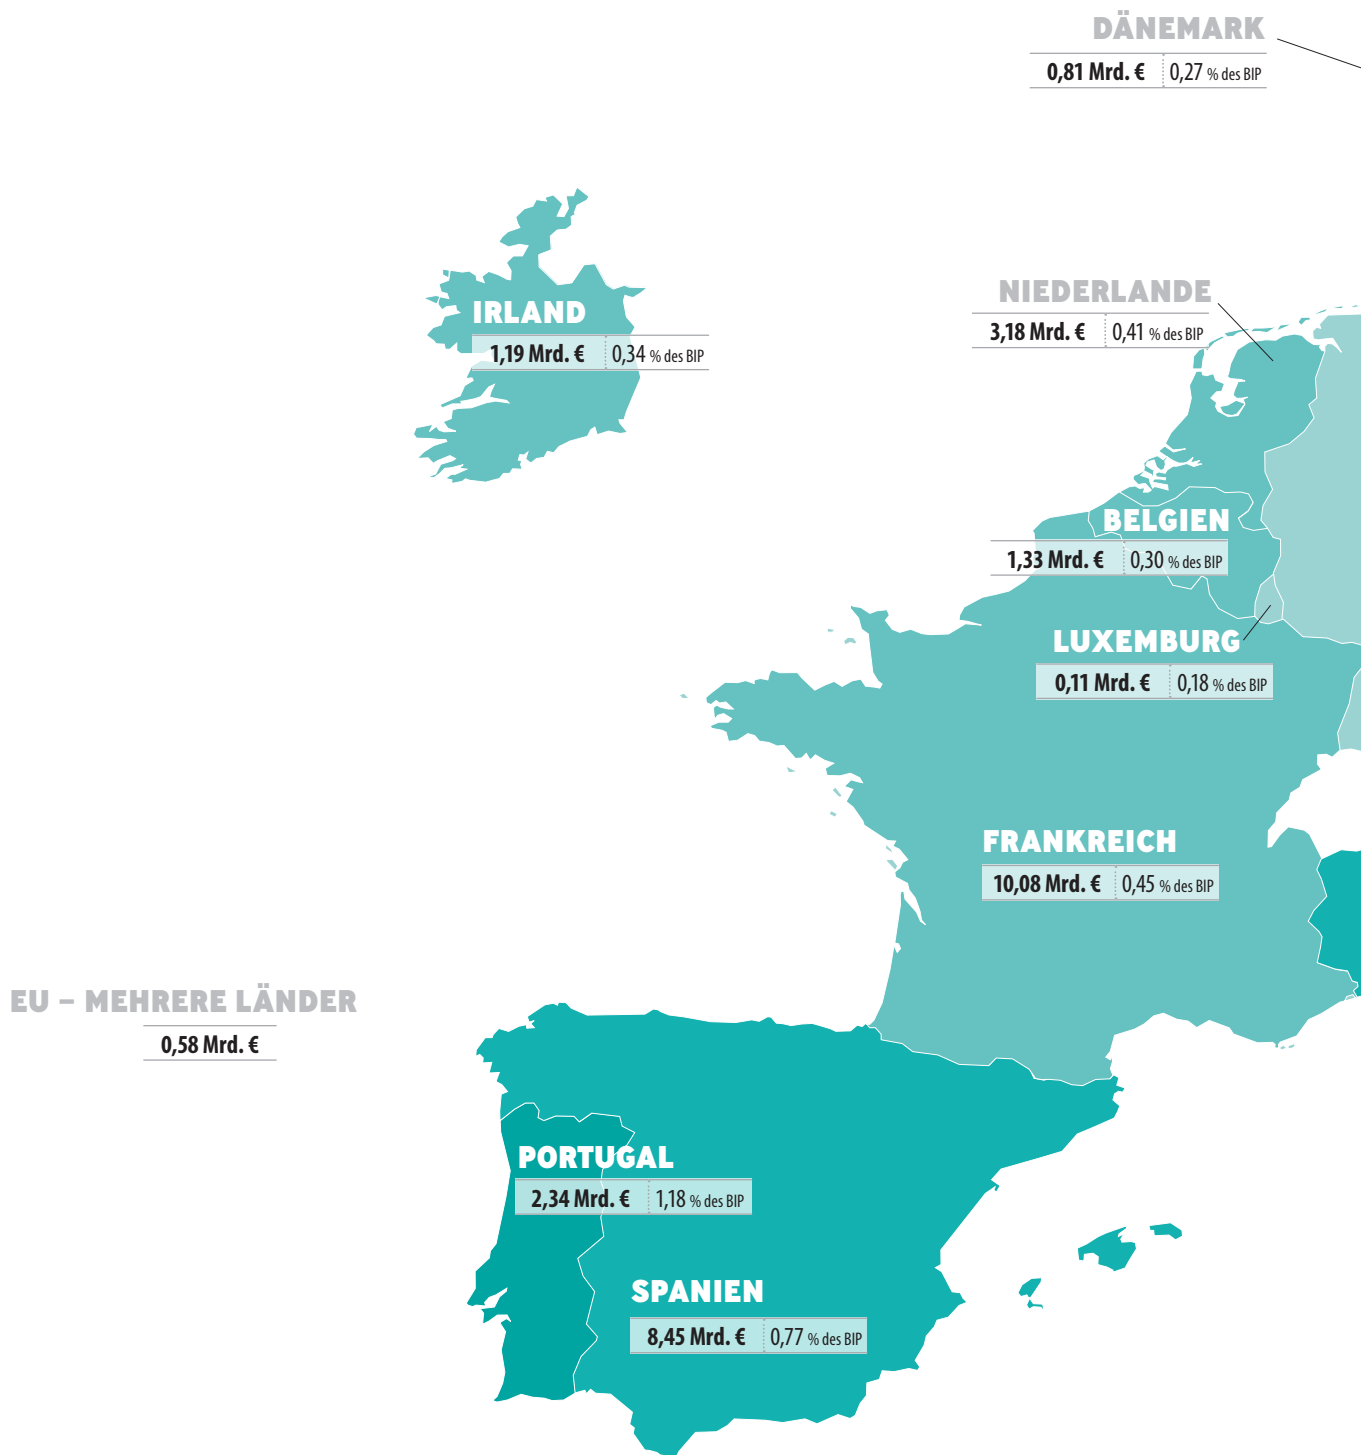 DÄNEMARK
0,81 Mrd. € 0,27 % des BIP
NIEDERLANDE
3,18 Mrd. € 0,41 % des BIP
IRLAND
1,19 Mrd. € 0,34 % des BIP
BELGIEN
1,33 Mrd. € 0,30 % des BIP
LUXEMBURG
0,11 Mrd. € 0,18 % des BIP
FRANKREICH
10,08 Mrd. € 0,45 % des BIP
EU – MEHRERE LÄNDER
0,58 Mrd. €
PORTUGAL
2,34 Mrd. € 1,18 % des BIP
SPANIEN
8,45 Mrd. € 0,77 % des BIP